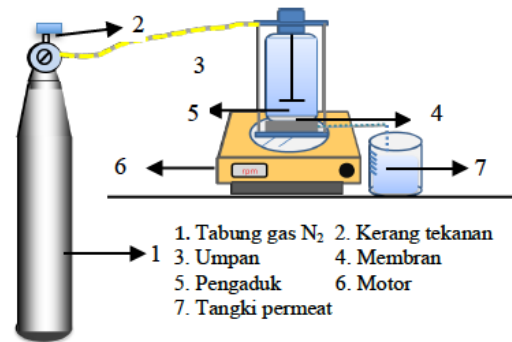 2
3
5
4
6
rpm
7
1
1. Tabung gas N₂ 2. Kerang tekanan
3. Umpan 4. Membran
5. Pengaduk 6. Motor
7. Tangki permeat